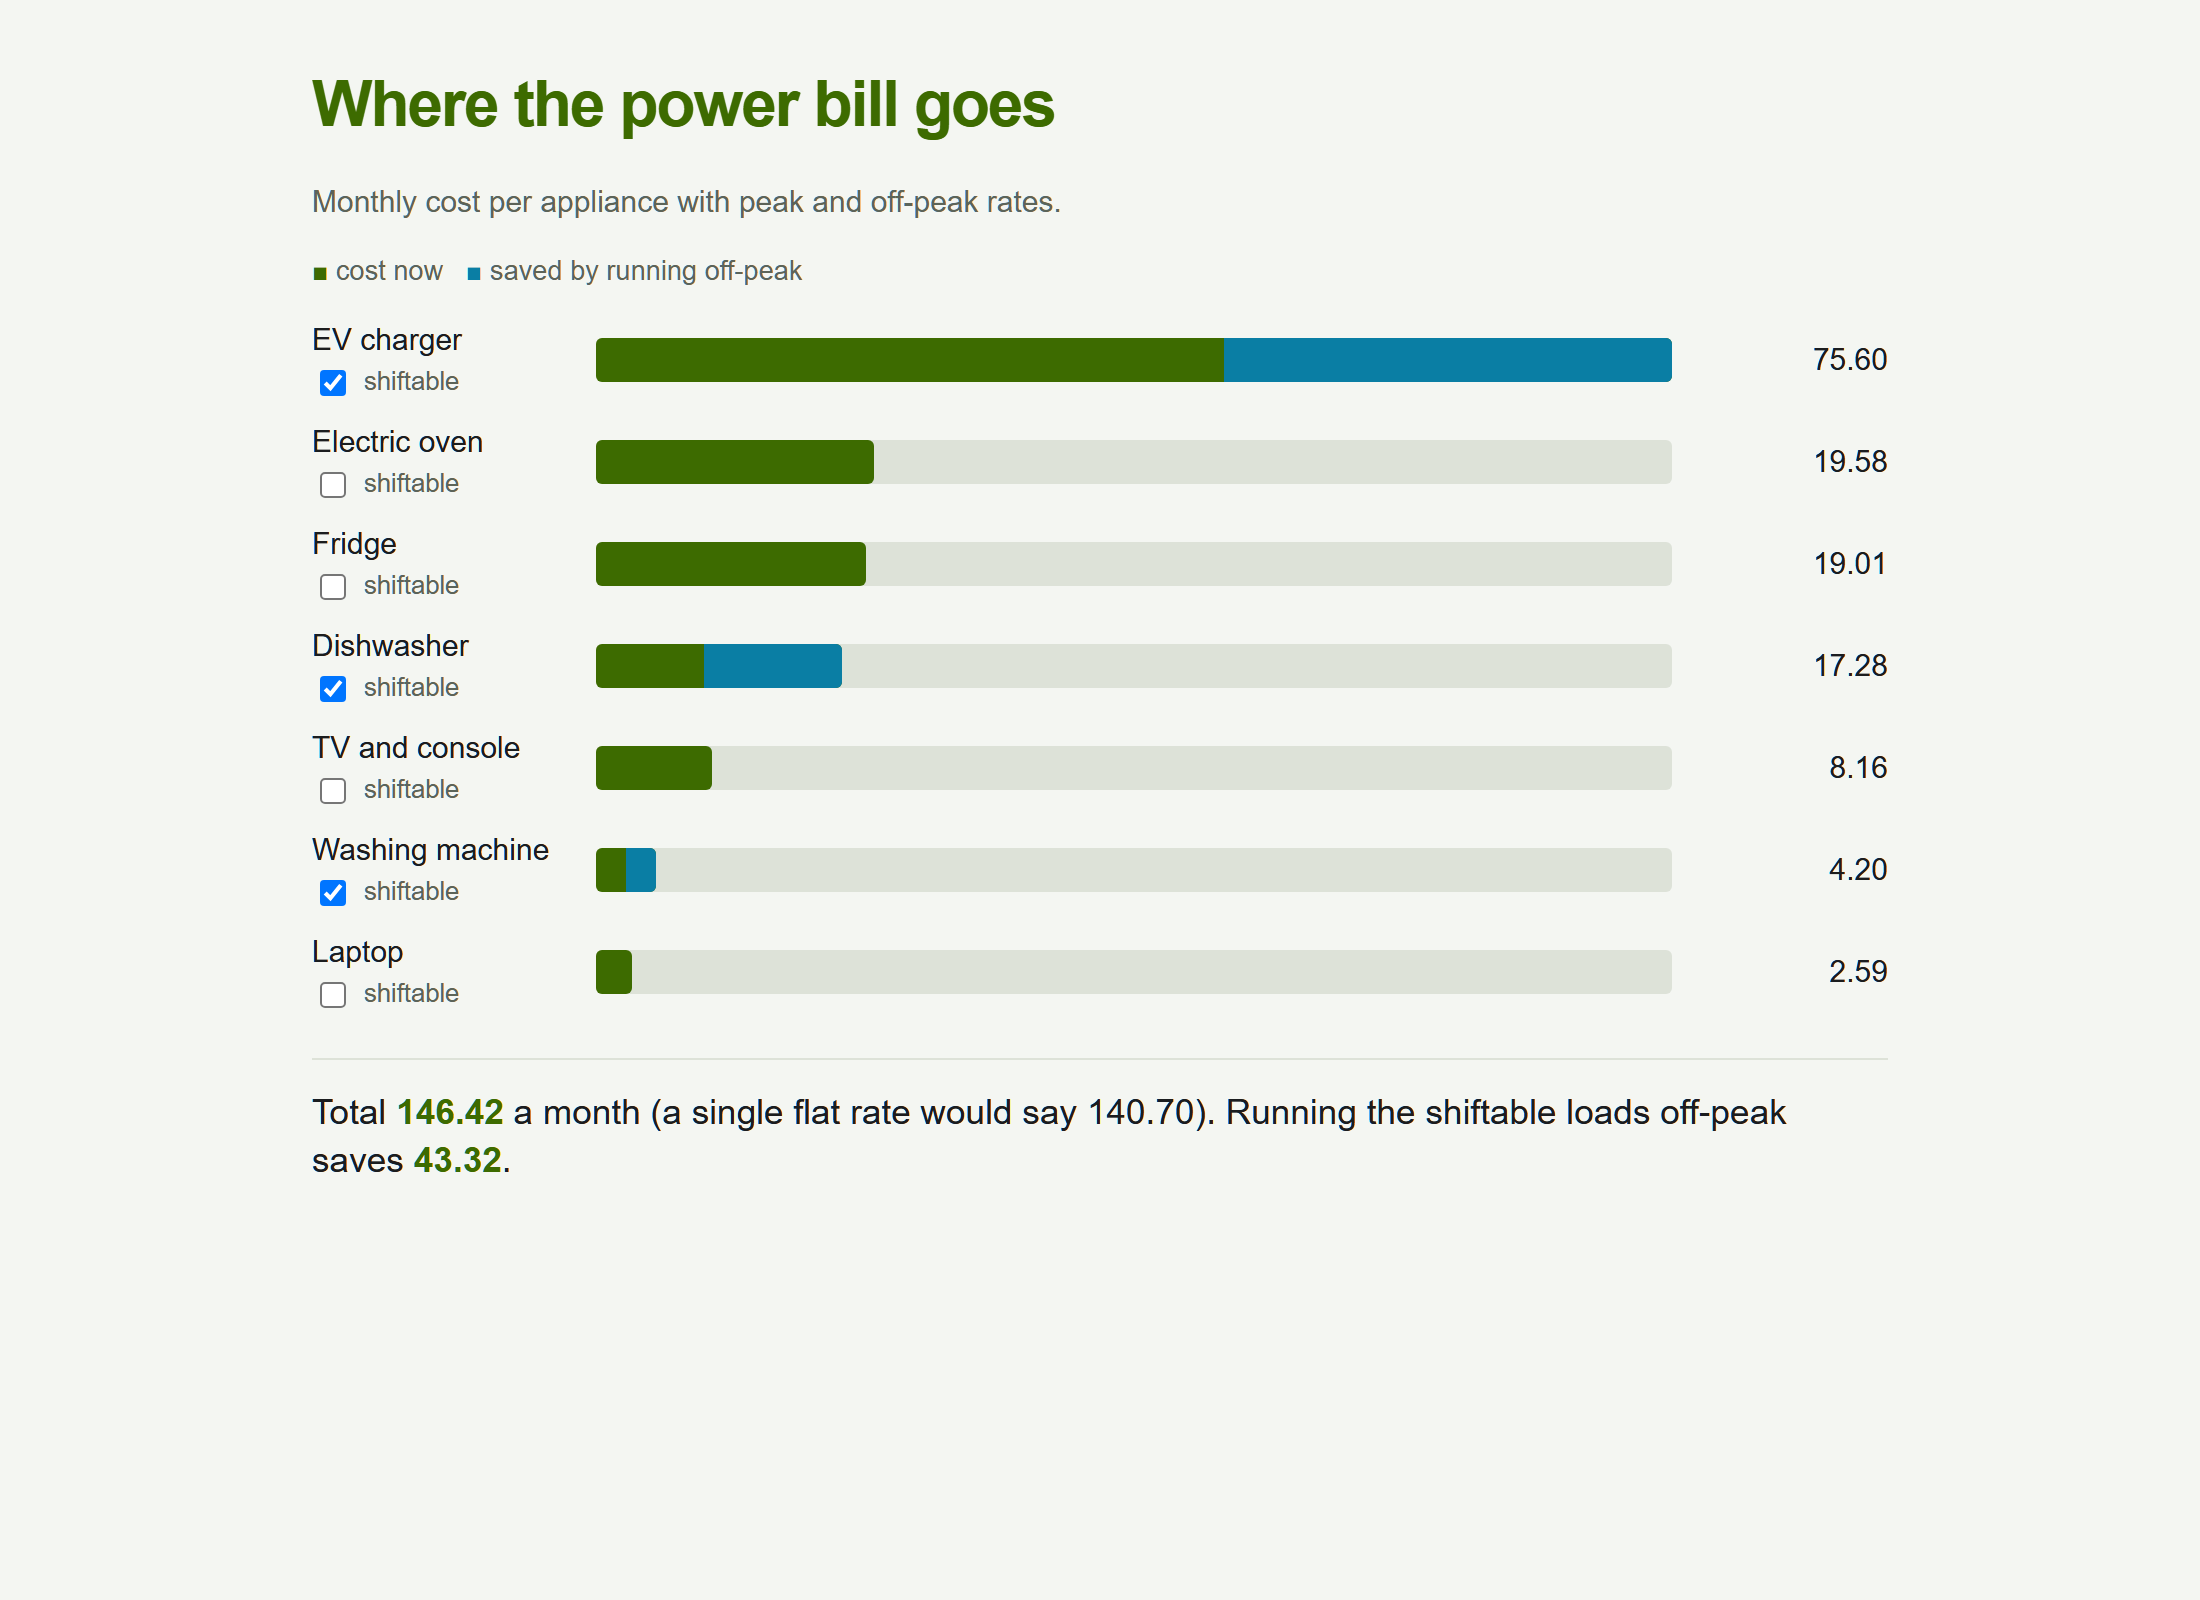 Where the power bill goes
Monthly cost per appliance with peak and off-peak rates.
■ cost now ■ saved by running off-peak
EV charger
shiftable
75.60
Electric oven
shiftable
19.58
Fridge
shiftable
19.01
Dishwasher
shiftable
17.28
TV and console
shiftable
8.16
Washing machine
shiftable
4.20
Laptop
shiftable
2.59
Total 146.42 a month (a single flat rate would say 140.70). Running the shiftable loads off-peak
saves 43.32.